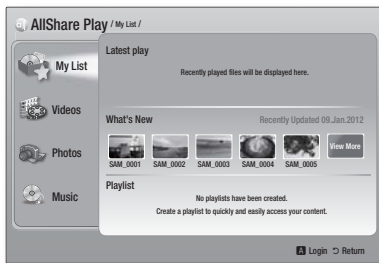 AllShare Play / My List /
My List
Videos
Photos
Music
Latest play
Recently played files will be displayed here.
What's New
Recently Updated 09.Jan.2012
SAM_0001 SAM_0002 SAM_0003 SAM_0004 SAM_0005 View More
Playlist
No playlists have been created.
Create a playlist to quickly and easily access your content.
A Login Return